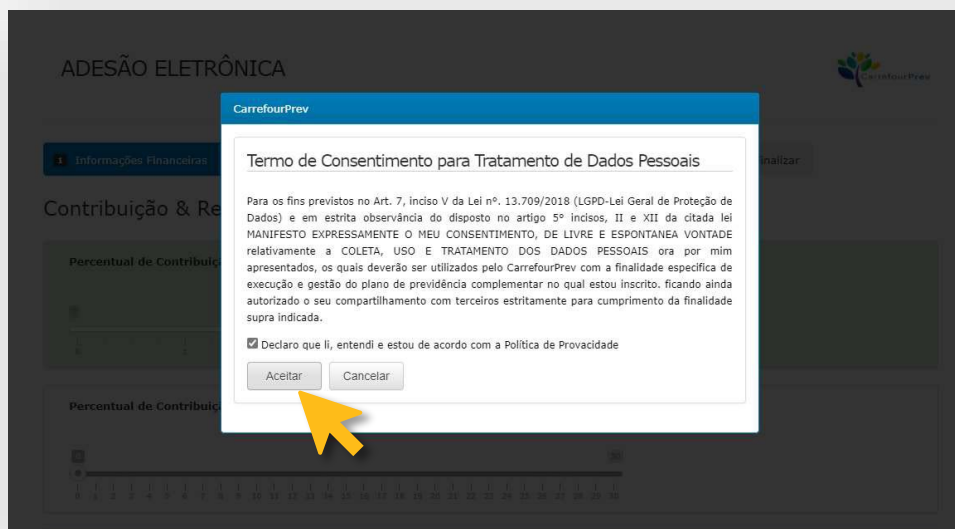 ADESÃO ELETRÔNICA
CarrefourPrev
CarrefourPrev
1 Informações Financeiras
inalizar
Contribuição & Re
Termo de Consentimento para Tratamento de Dados Pessoais
Para os fins previstos no Art. 7, inciso V da Lei nº. 13.709/2018 (LGPD-Lei Geral de Proteção de
Dados) e em estrita observância do disposto no artigo 5º incisos, II e XII da citada lei
MANIFESTO EXPRESSAMENTE O MEU CONSENTIMENTO, DE LIVRE E ESPONTANEA VONTADE
relativamente a COLETA, USO E TRATAMENTO DOS DADOS PESSOAIS ora por mim
apresentados, os quais deverão ser utilizados pelo CarrefourPrev com a finalidade especifica de
execução e gestão do plano de previdência complementar no qual estou inscrito. ficando ainda
autorizado o seu compartilhamento com terceiros estritamente para cumprimento da finalidade
supra indicada.
Percentual de Contribuiç
Declaro que li, entendi e estou de acordo com a Política de Provacidade
Aceitar Cancelar
Percentual de Contribuiç
0 1 2 3 4 5 6 7 8 9 10 11 12 13 14 15 16 17 18 19 20 21 22 23 24 25 26 27 28 29 30